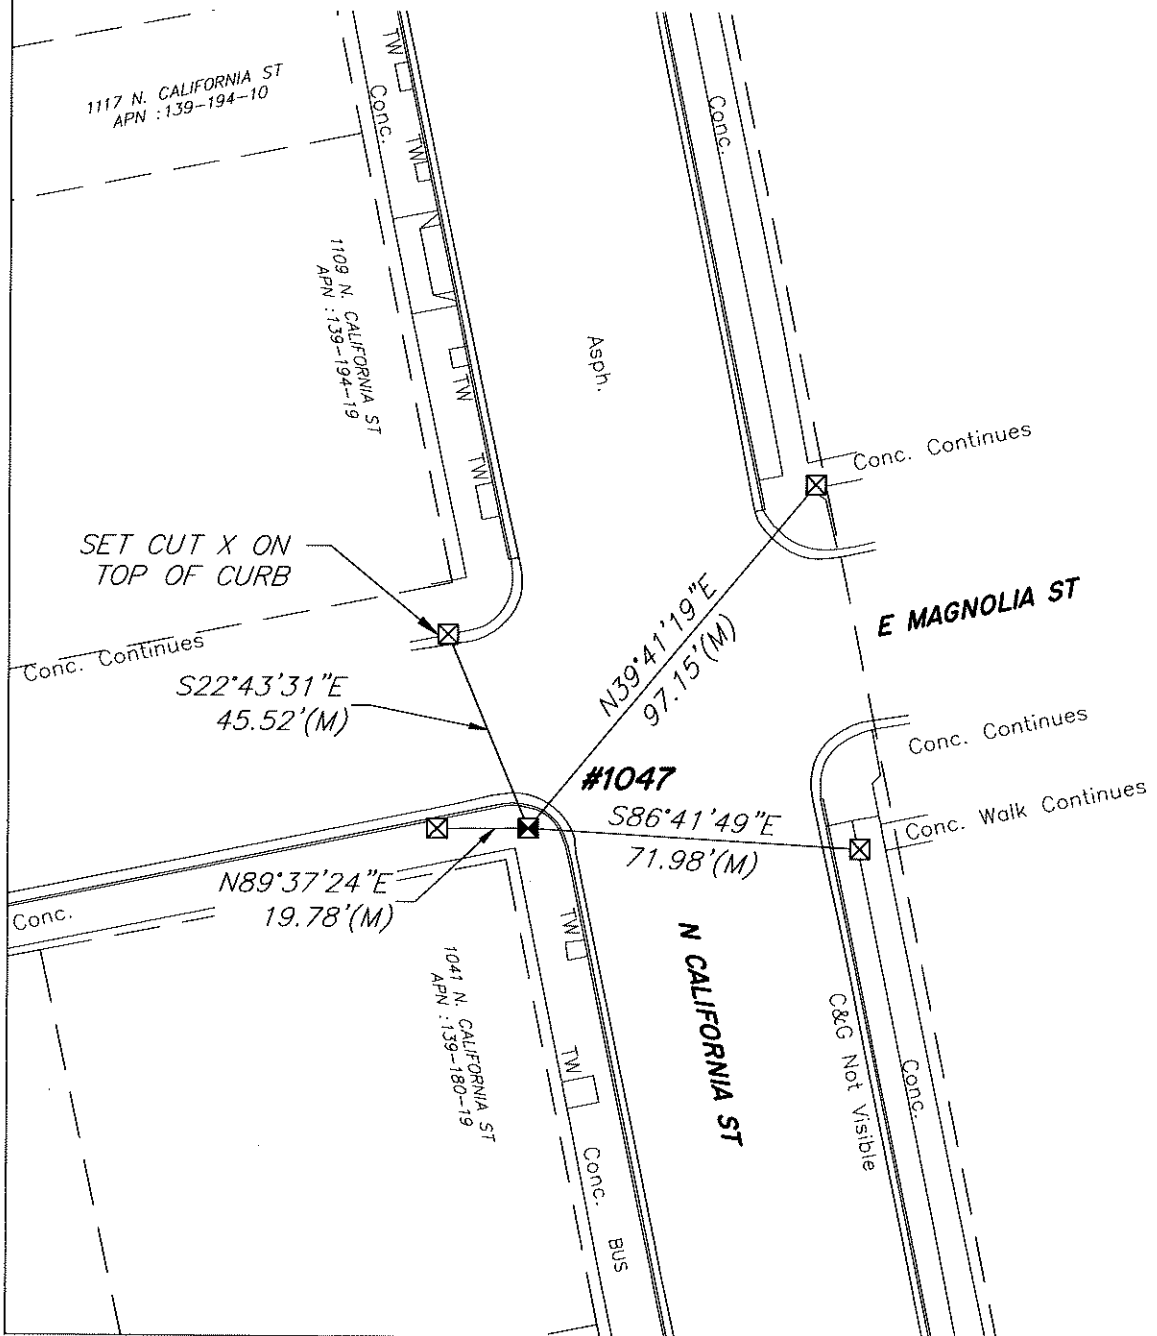 TW
Conc.
1117 N. CALIFORNIA ST
APN :139-194-10
TW
Conc.
1109 N. CALIFORNIA ST
APN :139-194-19
TW
Asph.
TW
Conc. Continues
SET CUT X ON
TOP OF CURB
E MAGNOLIA ST
Conc. Continues
N39°41'19"E
97.15'(M)
S22°43'31"E
45.52'(M)
Conc. Continues
#1047
S86°41'49"E
71.98'(M)
Conc. Walk Continues
N89°37'24"E
19.78'(M)
Conc.
TW
N CALIFORNIA ST
1041 N. CALIFORNIA ST
APN :139-180-19
C&G Not Visible
TW
Conc.
Conc.
BUS